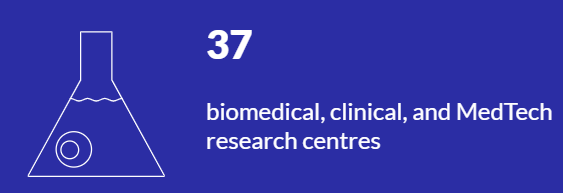 37
biomedical, clinical, and MedTech
research centres